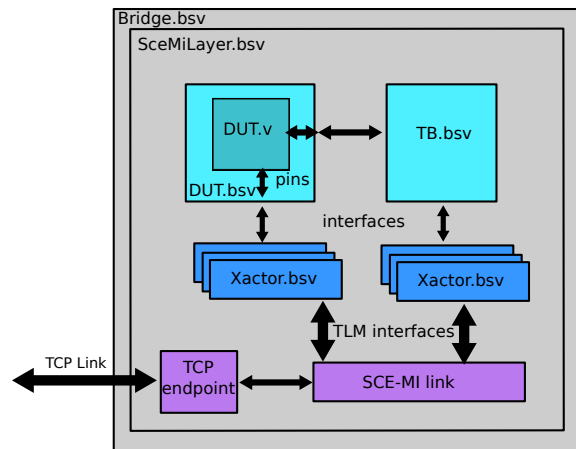 Bridge.bsv
SceMiLayer.bsv
DUT.v
TB.bsv
pins
DUT.bsv
interfaces
Xactor.bsv
Xactor.bsv
TLM interfaces
TCP Link
TCP
endpoint
SCE-MI link